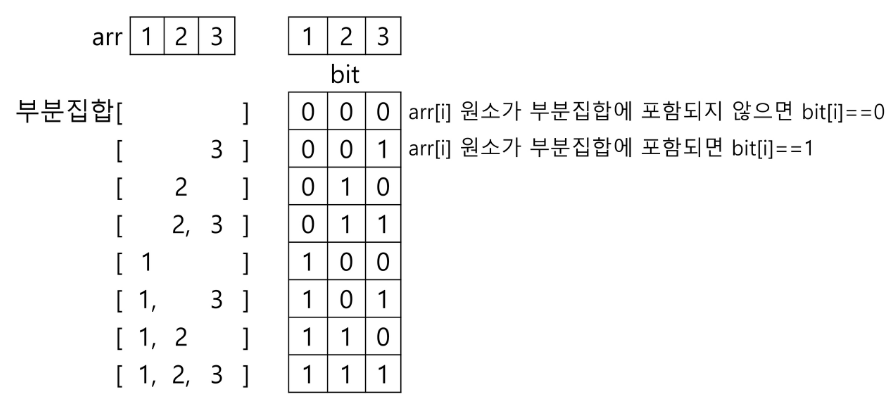 arr 1 2 3 1 2 3
bit
부분집합[ ] 0 0 0 arr[i] 원소가 부분집합에 포함되지 않으면 bit[i]==0
[ 3 ] 0 0 1 arr[i] 원소가 부분집합에 포함되면 bit[i]==1
[ 2 ] 0 1 0
[ 2, 3 ] 0 1 1
[ 1 ] 1 0 0
[ 1, 3 ] 1 0 1
[ 1, 2 ] 1 1 0
[ 1, 2, 3 ] 1 1 1